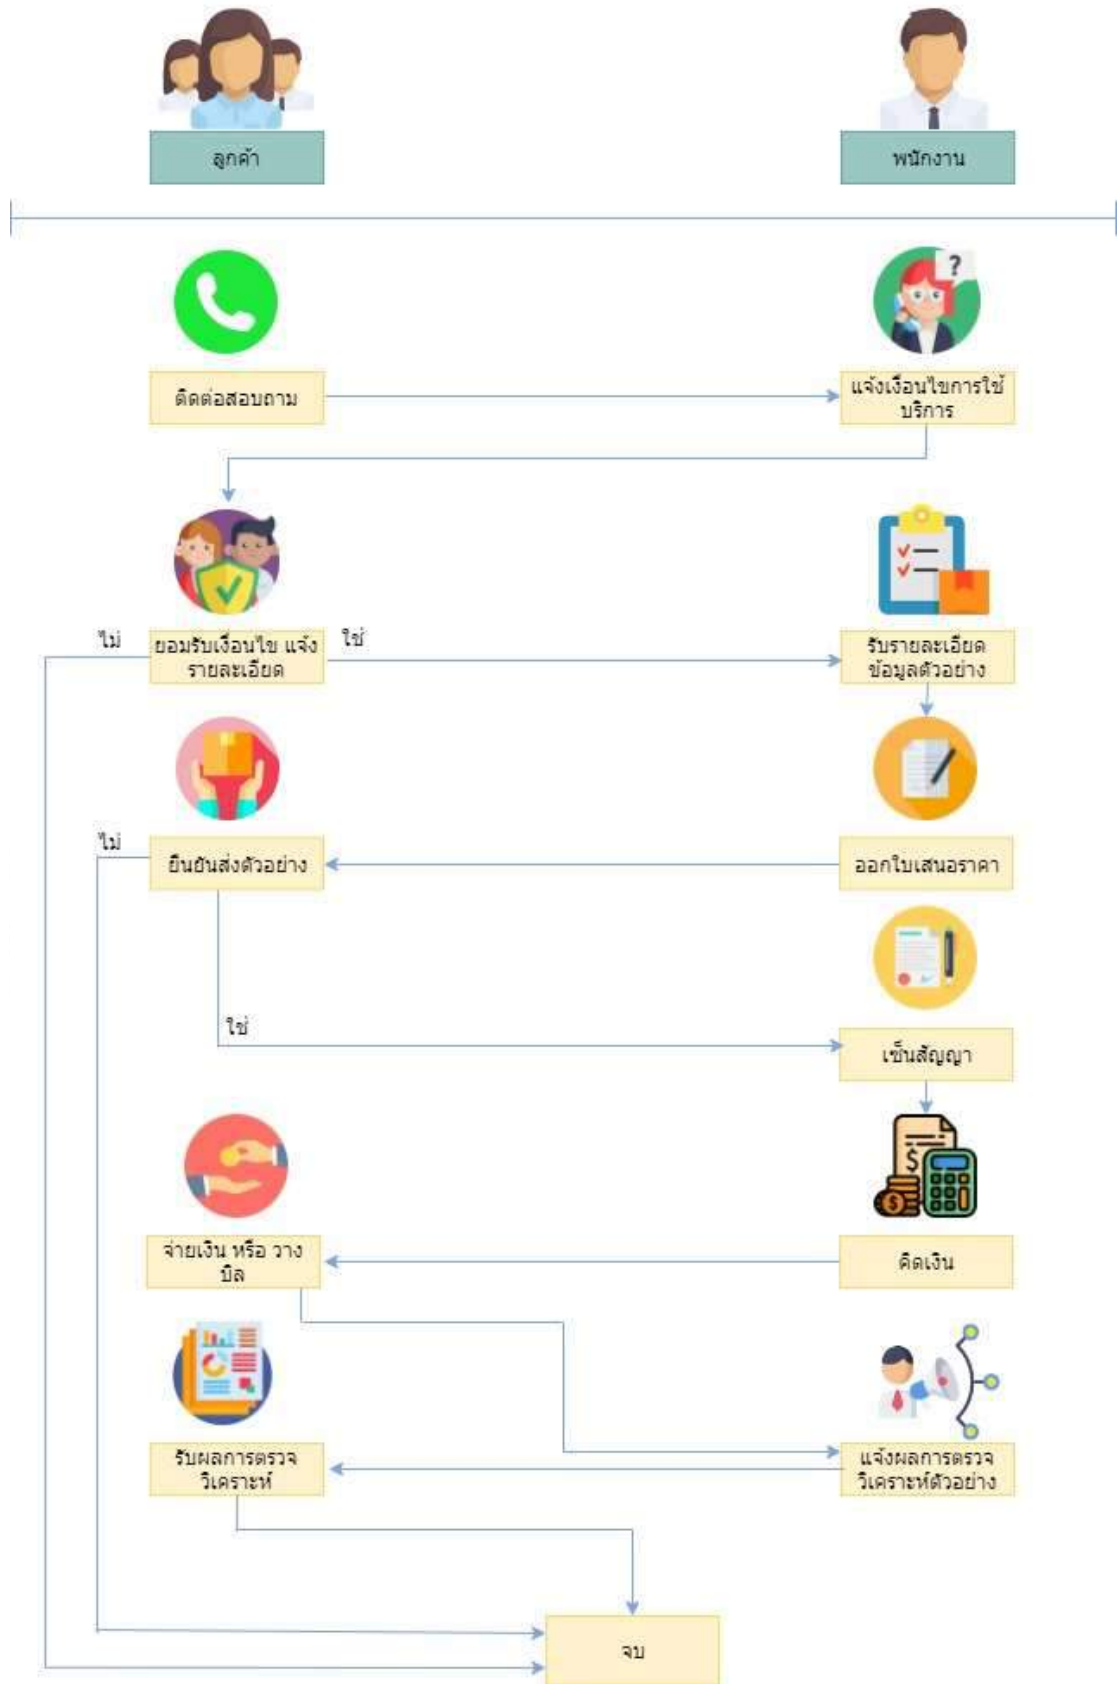 ลูกค้า
พนักงาน
?
ติดต่อสอบถาม
แจ้งเงื่อนไขการใช้
บริการ
ไม่
ยอมรับเงื่อนไข แจ้ง
รายละเอียด
ใช่
รับรายละเอียด
ข้อมูลตัวอย่าง
ไม่
ยืนยันส่งตัวอย่าง
ออกใบเสนอราคา
ใช่
เซ็นสัญญา
$
$
จ่ายเงิน หรือ วาง
บิล
คิดเงิน
รับผลการตรวจ
วิเคราะห์
แจ้งผลการตรวจ
วิเคราะห์ตัวอย่าง
จบ